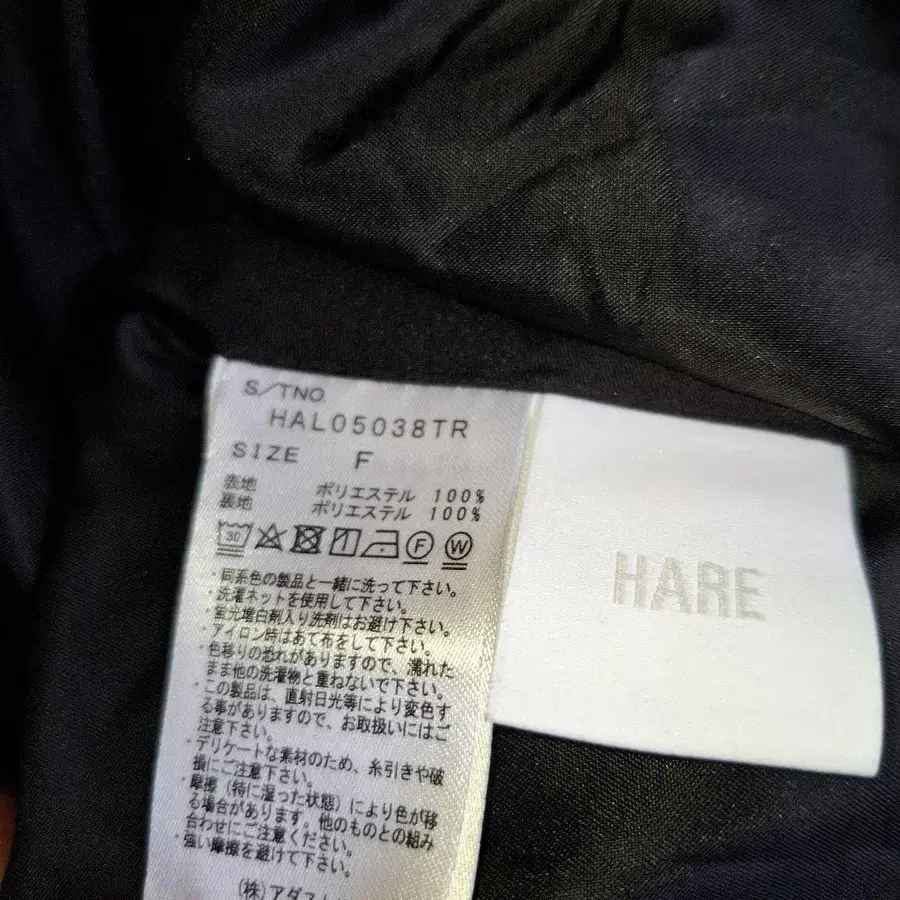 S/TNO
HAL05038TR
SIZE F
表地 ポリエステル 100%
裏地 ポリエステル 100%
30 F W
・同系色の製品と一緒に洗って下さい。
・洗濯ネットを使用して下さい。
・蛍光増白剤入り洗剤はお避け下さい。
・アイロン時はあて布をして下さい。
・色移りの恐れがありますので、濡れた
まま他の洗濯物と重ねないで下さい。
・この製品は、直射日光等により変色す
る事がありますので、お取扱いにはご
注意下さい。
・デリケートな素材のため、糸引きや破
損にご注意下さい。
・摩擦（特に湿った状態）により色が移
る場合があります。他のものとの組み
合わせにご注意ください。
・強い摩擦を避けて下さい。
(株)アダスト
HARE